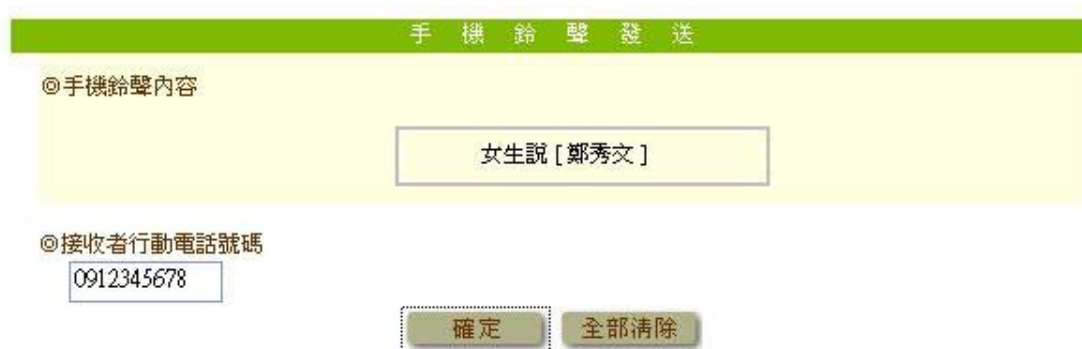 手機鈴聲發送
◎手機鈴聲內容
女生説 [ 鄭秀文 ]
◎接收者行動電話號碼
0912345678
確定 全部清除